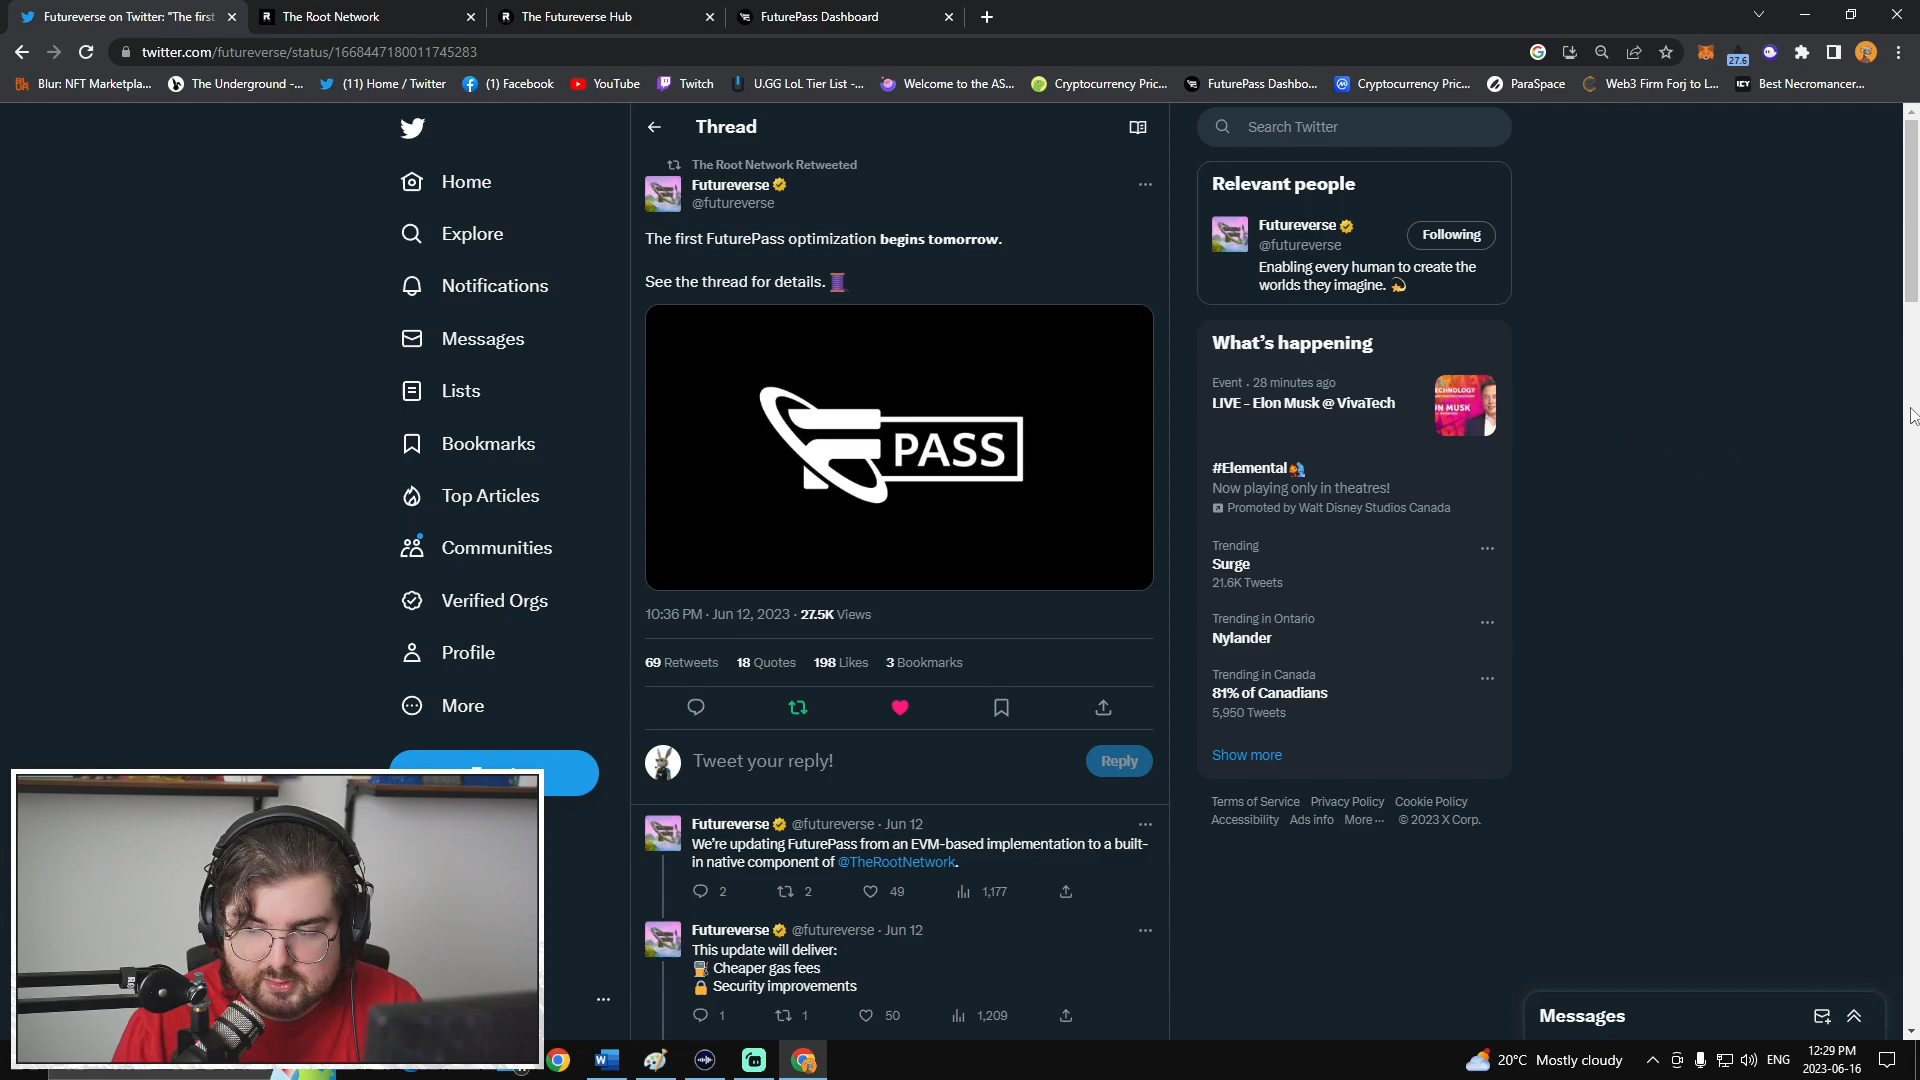 Futureverse on Twitter: "The first
The Root Network
The Futureverse Hub
FuturePass Dashboard
twitter.com/futureverse/status/1668447180011745283
27.6
Blur: NFT Marketpla...
The Underground -...
(11) Home / Twitter
(1) Facebook
YouTube
Twitch
U.GG LoL Tier List -...
Welcome to the AS...
Cryptocurrency Pric...
FuturePass Dashbo...
Cryptocurrency Pric...
ParaSpace
Web3 Firm Forj to L...
Best Necromancer...
Home
Explore
Notifications
Messages
Lists
Bookmarks
Top Articles
Communities
Verified Orgs
Profile
More
Thread
The Root Network Retweeted
Futureverse
@futureverse
The first FuturePass optimization begins tomorrow.
See the thread for details.
PASS
10:36 PM · Jun 12, 2023 · 27.5K Views
69 Retweets 18 Quotes 198 Likes 3 Bookmarks
Tweet your reply!
Reply
Futureverse @futureverse · Jun 12
We're updating FuturePass from an EVM-based implementation to a built-
in native component of @TheRootNetwork.
2 2 49 1,177
Futureverse @futureverse · Jun 12
This update will deliver:
Cheaper gas fees
Security improvements
1 1 50 1,209
Search Twitter
Relevant people
Futureverse
@futureverse
Following
Enabling every human to create the
worlds they imagine.
What's happening
Event · 28 minutes ago
LIVE - Elon Musk @ VivaTech
#Elemental
Now playing only in theatres!
Promoted by Walt Disney Studios Canada
Trending
Surge
21.6K Tweets
Trending in Ontario
Nylander
Trending in Canada
81% of Canadians
5,950 Tweets
Show more
Terms of Service Privacy Policy Cookie Policy
Accessibility Ads info More ··· © 2023 X Corp.
Messages
20°C Mostly cloudy
ENG
12:29 PM
2023-06-16